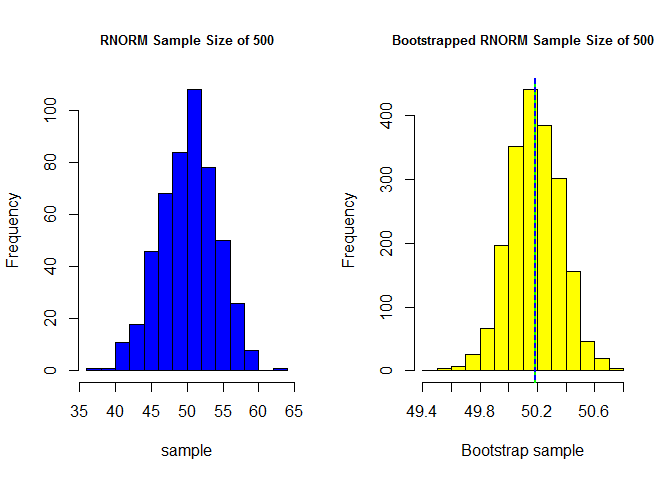 RNORM Sample Size of 500
Frequency
0 20 40 60 80 100
35 40 45 50 55 60 65
sample
Bootstrapped RNORM Sample Size of 500
Frequency
0 100 200 300 400
49.4 49.8 50.2 50.6
Bootstrap sample